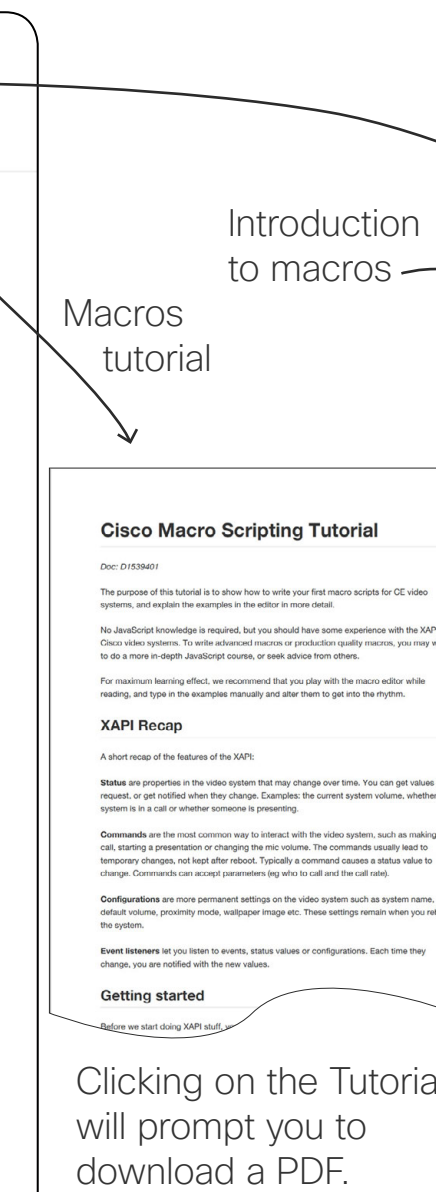 Introduction
to macros
Macros
tutorial
Cisco Macro Scripting Tutorial
Doc: D1539401
The purpose of this tutorial is to show how to write your first macro scripts for CE video
systems, and explain the examples in the editor in more detail.
No JavaScript knowledge is required, but you should have some experience with the XAP
Cisco video systems. To write advanced macros or production quality macros, you may w
to do a more in-depth JavaScript course, or seek advice from others.
For maximum learning effect, we recommend that you play with the macro editor while
reading, and type in the examples manually and alter them to get into the rhythm.
XAPI Recap
A short recap of the features of the XAPI:
Status are properties in the video system that may change over time. You can get values
request, or get notified when they change. Examples: the current system volume, whether
system is in a call or whether someone is presenting.
Commands are the most common way to interact with the video system, such as making
call, starting a presentation or changing the mic volume. The commands usually lead to
temporary changes, not kept after reboot. Typically a command causes a status value to
change. Commands can accept parameters (eg who to call and the call rate).
Configurations are more permanent settings on the video system such as system name,
default volume, proximity mode, wallpaper image etc. These settings remain when you re
the system.
Event listeners let you listen to events, status values or configurations. Each time they
change, you are notified with the new values.
Getting started
Before we start doing XAPI stuff,
Clicking on the Tutoria
will prompt you to
download a PDF.